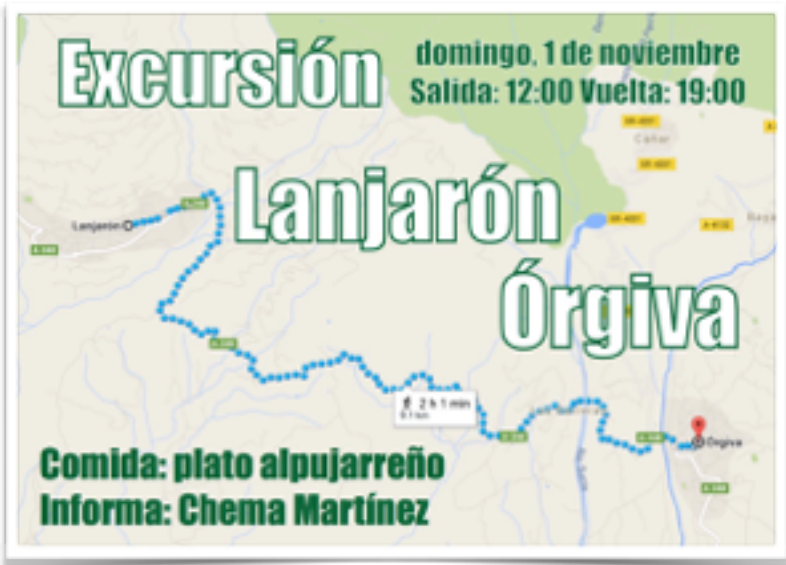 Excursión
domingo, 1 de noviembre
Salida: 12:00 Vuelta: 19:00
Lanjarón
Órgiva
Lanjarón
2 h 1 min
Órgiva
Comida: plato alpujarreño
Informa: Chema Martínez